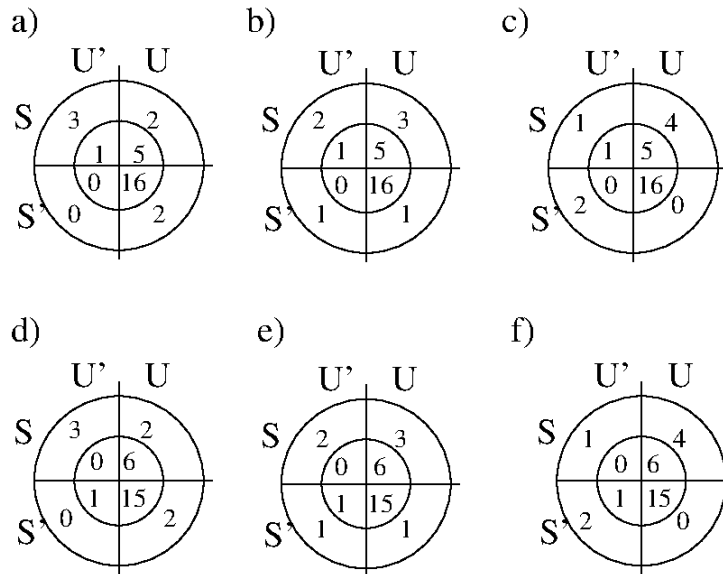 a) b) c)
U’ U U’ U U’ U
S 3 2 S 2 3 S 1 4
1 5 1 5 1 5
0 16 0 16 0 16
S’ 0 2 S’ 1 1 S’ 2 0
d) e) f)
U’ U U’ U U’ U
S 3 2 S 2 3 S 1 4
0 6 0 6 0 6
1 15 1 15 1 15
S’ 0 2 S’ 1 1 S’ 2 0